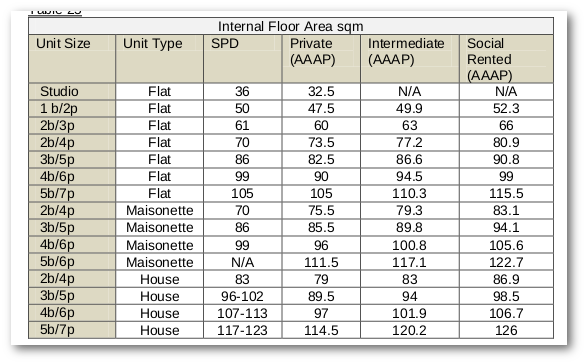 Table 23
Internal Floor Area sqm
Unit Size Unit Type SPD Private (AAAP) Intermediate (AAAP) Social Rented (AAAP)
Studio Flat 36 32.5 N/A N/A
1 b/2p Flat 50 47.5 49.9 52.3
2b/3p Flat 61 60 63 66
2b/4p Flat 70 73.5 77.2 80.9
3b/5p Flat 86 82.5 86.6 90.8
4b/6p Flat 99 90 94.5 99
5b/7p Flat 105 105 110.3 115.5
2b/4p Maisonette 70 75.5 79.3 83.1
3b/5p Maisonette 86 85.5 89.8 94.1
4b/6p Maisonette 99 96 100.8 105.6
5b/6p Maisonette N/A 111.5 117.1 122.7
2b/4p House 83 79 83 86.9
3b/5p House 96-102 89.5 94 98.5
4b/6p House 107-113 97 101.9 106.7
5b/7p House 117-123 114.5 120.2 126